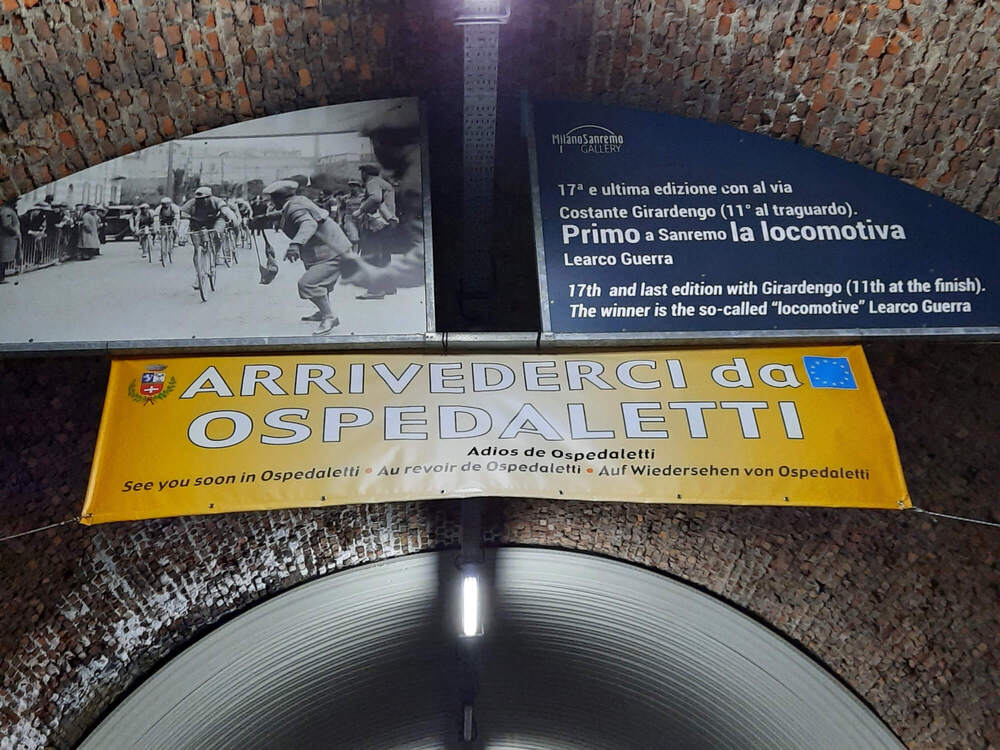 MilanoSanremo
GALLERY
17ª e ultima edizione con al via
Costante Girardengo (11° al traguardo).
Primo a Sanremo la locomotiva
Learco Guerra
17th and last edition with Girardengo (11th at the finish).
The winner is the so-called "locomotive" Learco Guerra
ARRIVEDERCI da
OSPEDALETTI
Adios de Ospedaletti
See you soon in Ospedaletti • Au revoir de Ospedaletti • Auf Wiedersehen von Ospedaletti